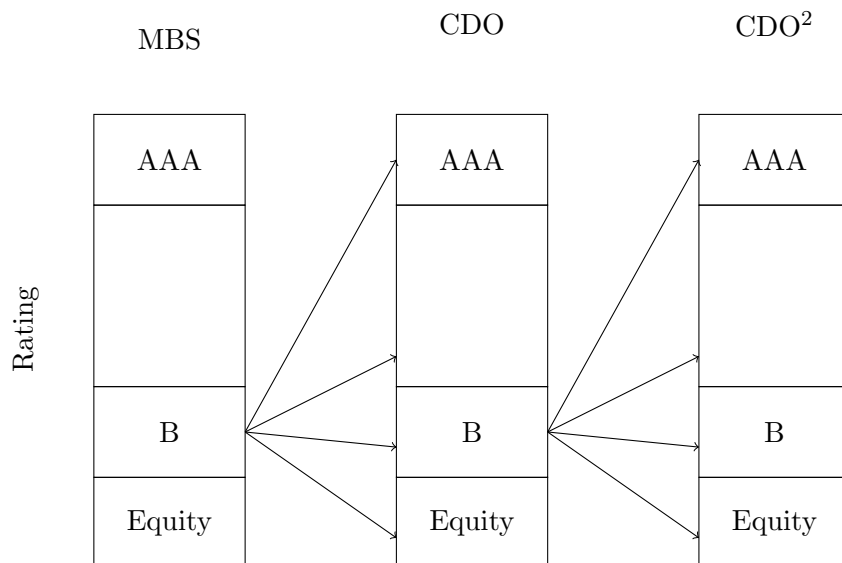 MBS
CDO
CDO²
Rating
AAA
AAA
AAA
B
B
B
Equity
Equity
Equity